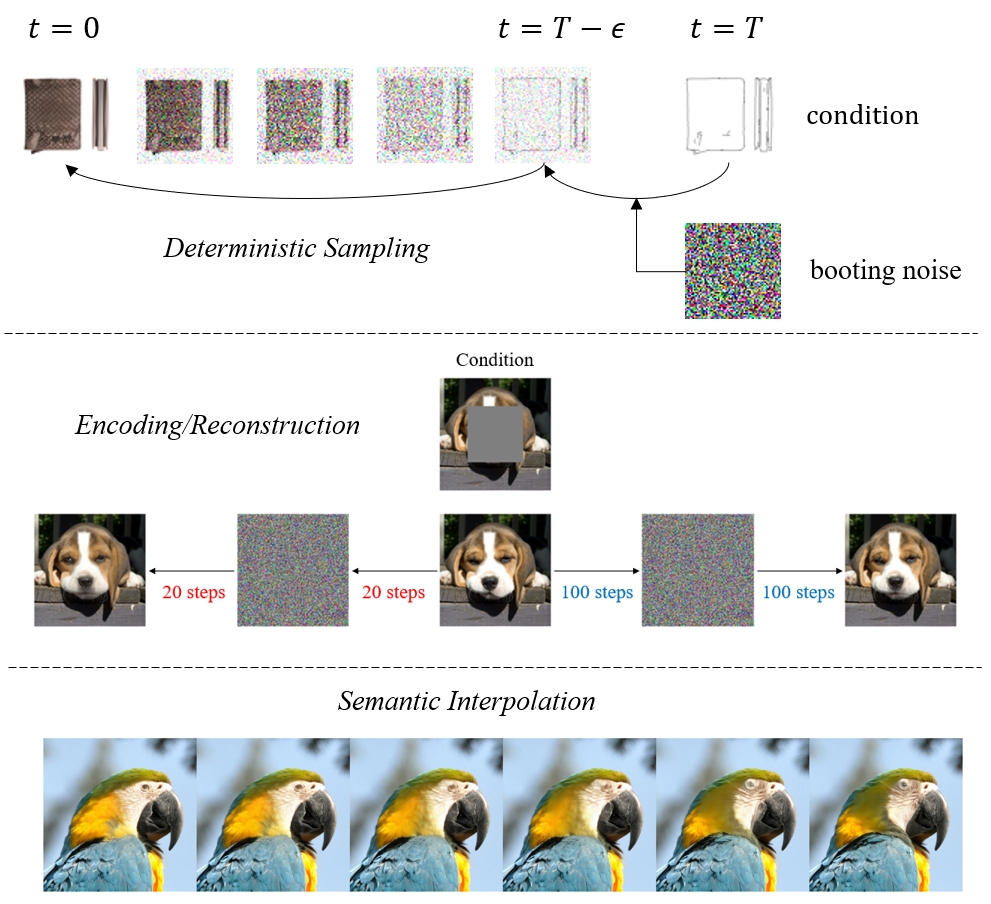 t = 0
t = T − ϵ
t = T
condition
Deterministic Sampling
booting noise
Condition
Encoding/Reconstruction
20 steps
20 steps
100 steps
100 steps
Semantic Interpolation